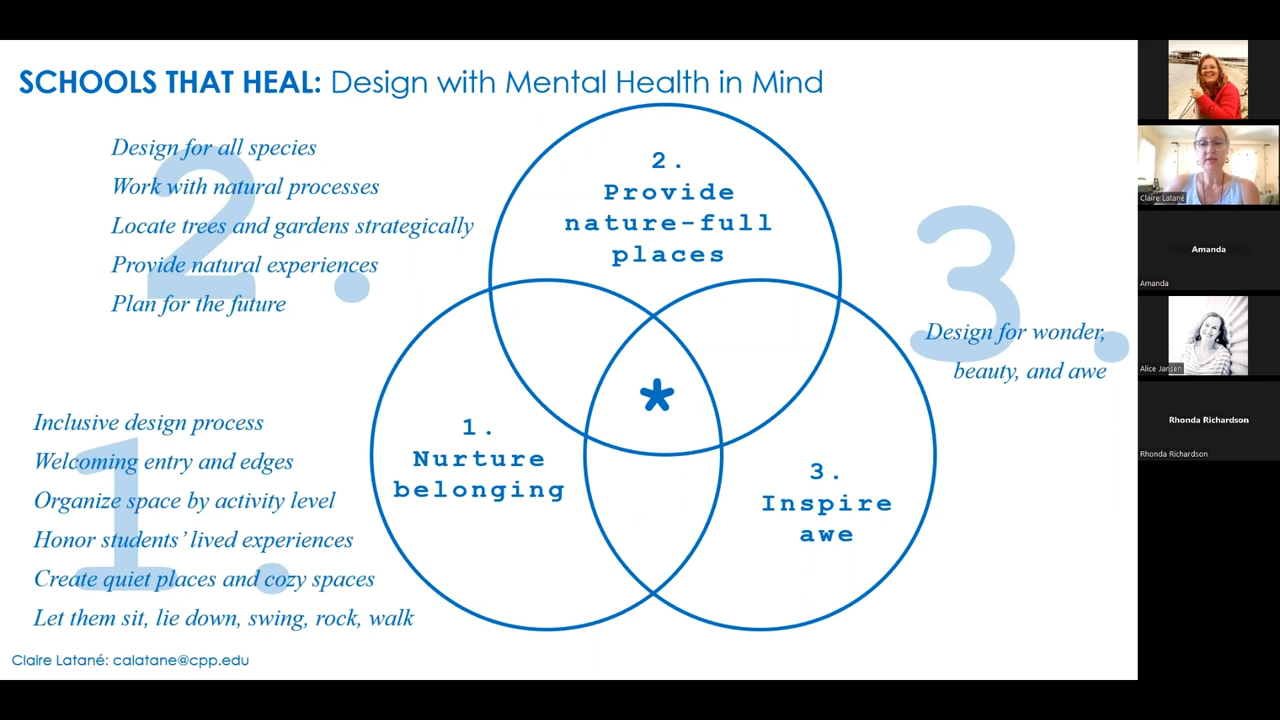 SCHOOLS THAT HEAL: Design with Mental Health in Mind
Design for all species
Work with natural processes
Locate trees and gardens strategically
Provide natural experiences
Plan for the future
2.
2.
Provide
nature-full
places
3.
Design for wonder,
beauty, and awe
Inclusive design process
Welcoming entry and edges
Organize space by activity level
Honor students’ lived experiences
Create quiet places and cozy spaces
Let them sit, lie down, swing, rock, walk
1.
1.
Nurture
belonging
*
3.
Inspire
awe
Claire Latané: calatane@cpp.edu
Claire Latané
Amanda
Amanda
Alice Jansen
Rhonda Richardson
Rhonda Richardson